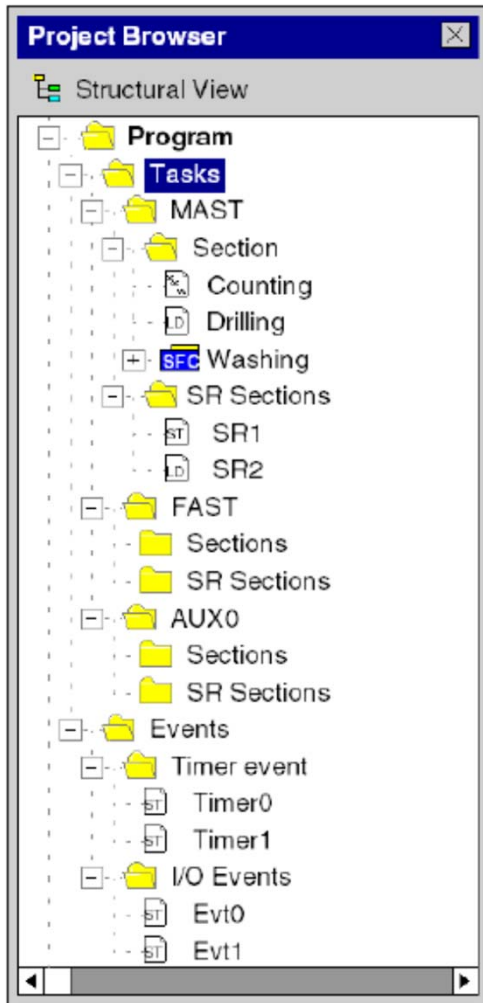 Project Browser
Structural View
Program
Tasks
MAST
Section
Counting
LD Drilling
SFC Washing
SR Sections
ST SR1
LD SR2
FAST
Sections
SR Sections
AUX0
Sections
SR Sections
Events
Timer event
ST Timer0
ST Timer1
I/O Events
ST Evt0
ST Evt1